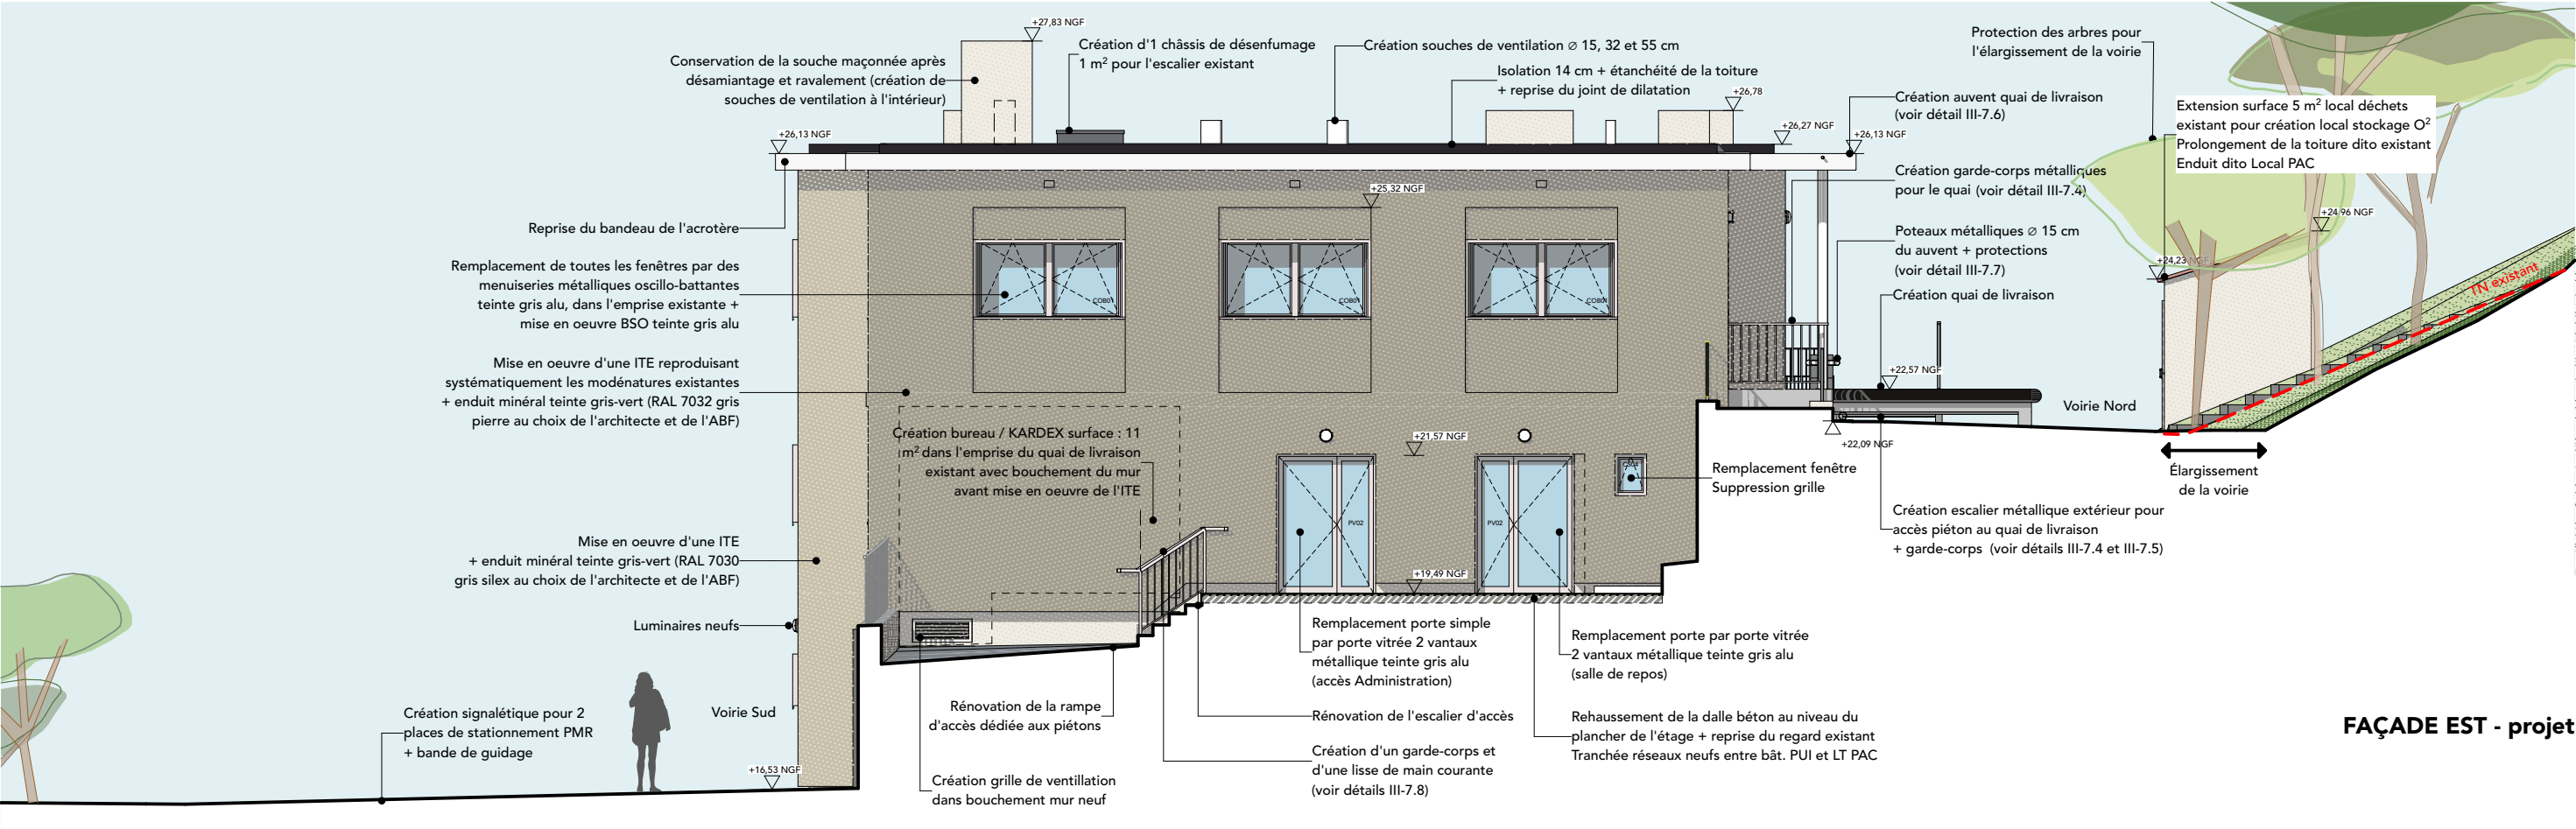 +27,83 NGF
Conservation de la souche maçonnée après
désamiantage et ravalement (création de
souches de ventilation à l'intérieur)
Création d'1 châssis de désenfumage
1 m² pour l'escalier existant
Création souches de ventilation ⌀ 15, 32 et 55 cm
Isolation 14 cm + étanchéité de la toiture
+ reprise du joint de dilatation
+26,78
Protection des arbres pour
l'élargissement de la voirie
Création auvent quai de livraison
(voir détail III-7.6)
Extension surface 5 m² local déchets
existant pour création local stockage O²
Prolongement de la toiture dito existant
Enduit dito Local PAC
+26,13 NGF
+26,27 NGF
+26,13 NGF
Création garde-corps métalliques
pour le quai (voir détail III-7.4)
+25,32 NGF
+24,96 NGF
Reprise du bandeau de l'acrotère
Poteaux métalliques ⌀ 15 cm
du auvent + protections
(voir détail III-7.7)
+24,23 NGF
TN existant
Remplacement de toutes les fenêtres par des
menuiseries métalliques oscillo-battantes
teinte gris alu, dans l'emprise existante +
mise en oeuvre BSO teinte gris alu
COB01
COB01
COB01
Création quai de livraison
Mise en oeuvre d'une ITE reproduisant
systématiquement les modénatures existantes
+ enduit minéral teinte gris-vert (RAL 7032 gris
pierre au choix de l'architecte et de l'ABF)
+22,57 NGF
Voirie Nord
Création bureau / KARDEX surface : 11
m² dans l'emprise du quai de livraison
existant avec bouchement du mur
avant mise en oeuvre de l'ITE
+21,57 NGF
+22,09 NGF
Remplacement fenêtre
Suppression grille
Élargissement
de la voirie
PV02
PV02
Création escalier métallique extérieur pour
accès piéton au quai de livraison
+ garde-corps (voir détails III-7.4 et III-7.5)
Mise en oeuvre d'une ITE
+ enduit minéral teinte gris-vert (RAL 7030
gris silex au choix de l'architecte et de l'ABF)
+19,49 NGF
Luminaires neufs
Remplacement porte simple
par porte vitrée 2 vantaux
métallique teinte gris alu
(accès Administration)
Remplacement porte par porte vitrée
2 vantaux métallique teinte gris alu
(salle de repos)
Création signalétique pour 2
places de stationnement PMR
+ bande de guidage
Voirie Sud
Rénovation de la rampe
d'accès dédiée aux piétons
Rénovation de l'escalier d'accès
Rehaussement de la dalle béton au niveau du
plancher de l'étage + reprise du regard existant
Tranchée réseaux neufs entre bât. PUI et LT PAC
FAÇADE EST - projet
+16,53 NGF
Création grille de ventillation
dans bouchement mur neuf
Création d'un garde-corps et
d'une lisse de main courante
(voir détails III-7.8)